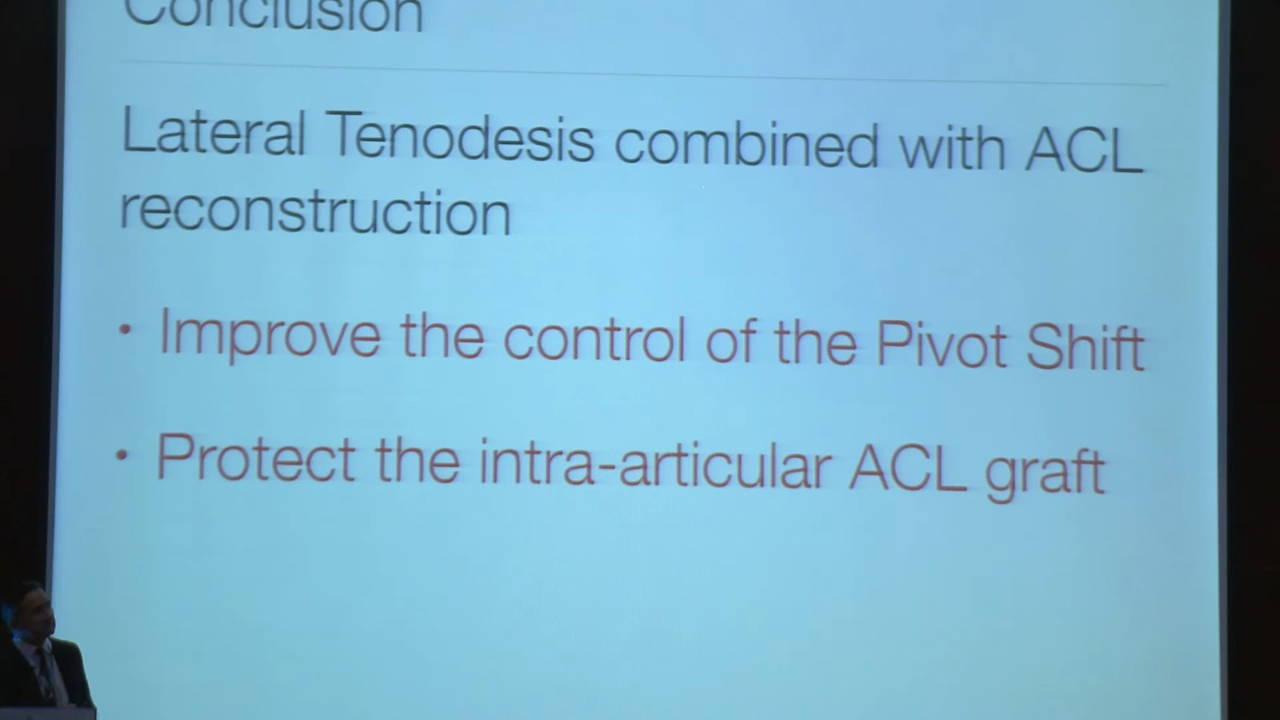 Conclusion
Lateral Tenodesis combined with ACL
reconstruction
• Improve the control of the Pivot Shift
• Protect the intra-articular ACL graft